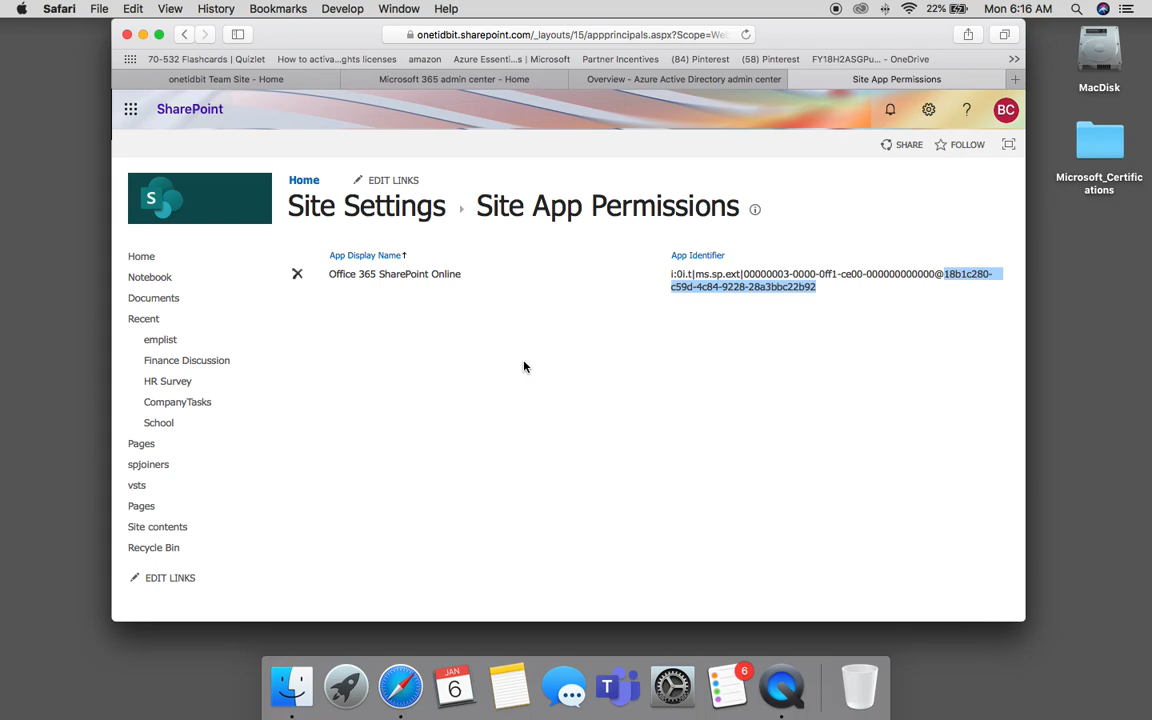 Safari File Edit View History Bookmarks Develop Window Help 22% Mon 6:16 AM
onetidbit.sharepoint.com/_layouts/15/appprincipals.aspx?Scope=We
70-532 Flashcards | Quizlet How to activa...ghts licenses amazon Azure Essenti...s | Microsoft Partner Incentives (84) Pinterest (58) Pinterest FY18H2ASGPu... - OneDrive >>
onetidbit Team Site - Home Microsoft 365 admin center - Home Overview - Azure Active Directory admin center Site App Permissions +
SharePoint ? BC
SHARE FOLLOW
MacDisk
Microsoft_Certific
ations
S
Home EDIT LINKS
Site Settings › Site App Permissions
Home
Notebook
Documents
Recent
emplist
Finance Discussion
HR Survey
CompanyTasks
School
Pages
spjoiners
vsts
Pages
Site contents
Recycle Bin
EDIT LINKS
App Display Name↑ App Identifier
Office 365 SharePoint Online i:0i.t|ms.sp.ext|00000003-0000-0ff1-ce00-000000000000@18b1c280-
c59d-4c84-9228-28a3bbc22b92
JAN
6
T
6